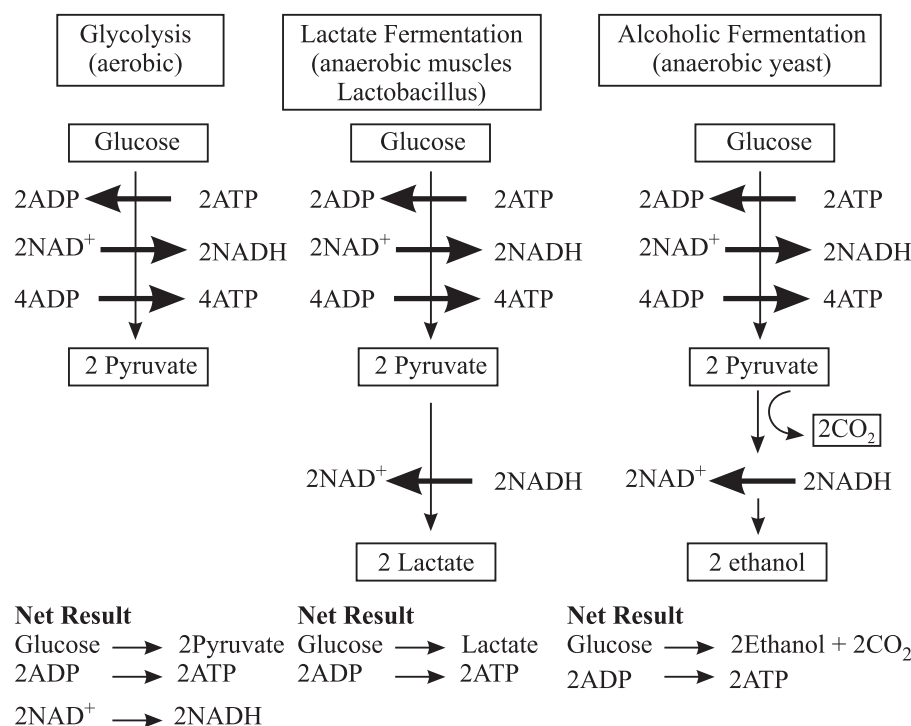 Glycolysis
(aerobic)
Glucose
2ADP 2ATP
2NAD⁺ 2NADH
4ADP 4ATP
2 Pyruvate
Lactate Fermentation
(anaerobic muscles
Lactobacillus)
Glucose
2ADP 2ATP
2NAD⁺ 2NADH
4ADP 4ATP
2 Pyruvate
2NAD⁺ 2NADH
2 Lactate
Alcoholic Fermentation
(anaerobic yeast)
Glucose
2ADP 2ATP
2NAD⁺ 2NADH
4ADP 4ATP
2 Pyruvate
2CO₂
2NAD⁺ 2NADH
2 ethanol
Net Result
Glucose → 2Pyruvate
2ADP → 2ATP
2NAD⁺ → 2NADH
Net Result
Glucose → Lactate
2ADP → 2ATP
Net Result
Glucose → 2Ethanol + 2CO₂
2ADP → 2ATP